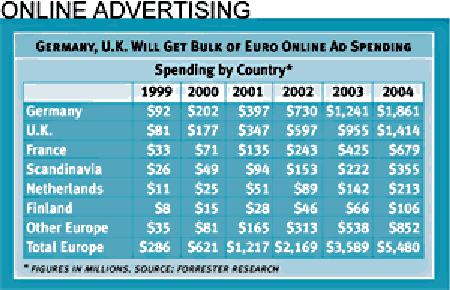 ONLINE ADVERTISING
GERMANY, U.K. WILL GET BULK OF EURO ONLINE AD SPENDING
Spending by Country*
1999 2000 2001 2002 2003 2004
Germany $92 $202 $397 $730 $1,241 $1,861
U.K. $81 $177 $347 $597 $955 $1,414
France $33 $71 $135 $243 $425 $679
Scandinavia $26 $49 $94 $153 $222 $355
Netherlands $11 $25 $51 $89 $142 $213
Finland $8 $15 $28 $46 $66 $106
Other Europe $35 $81 $165 $313 $538 $852
Total Europe $286 $621 $1,217 $2,169 $3,589 $5,480
* FIGURES IN MILLIONS. SOURCE: FORRESTER RESEARCH